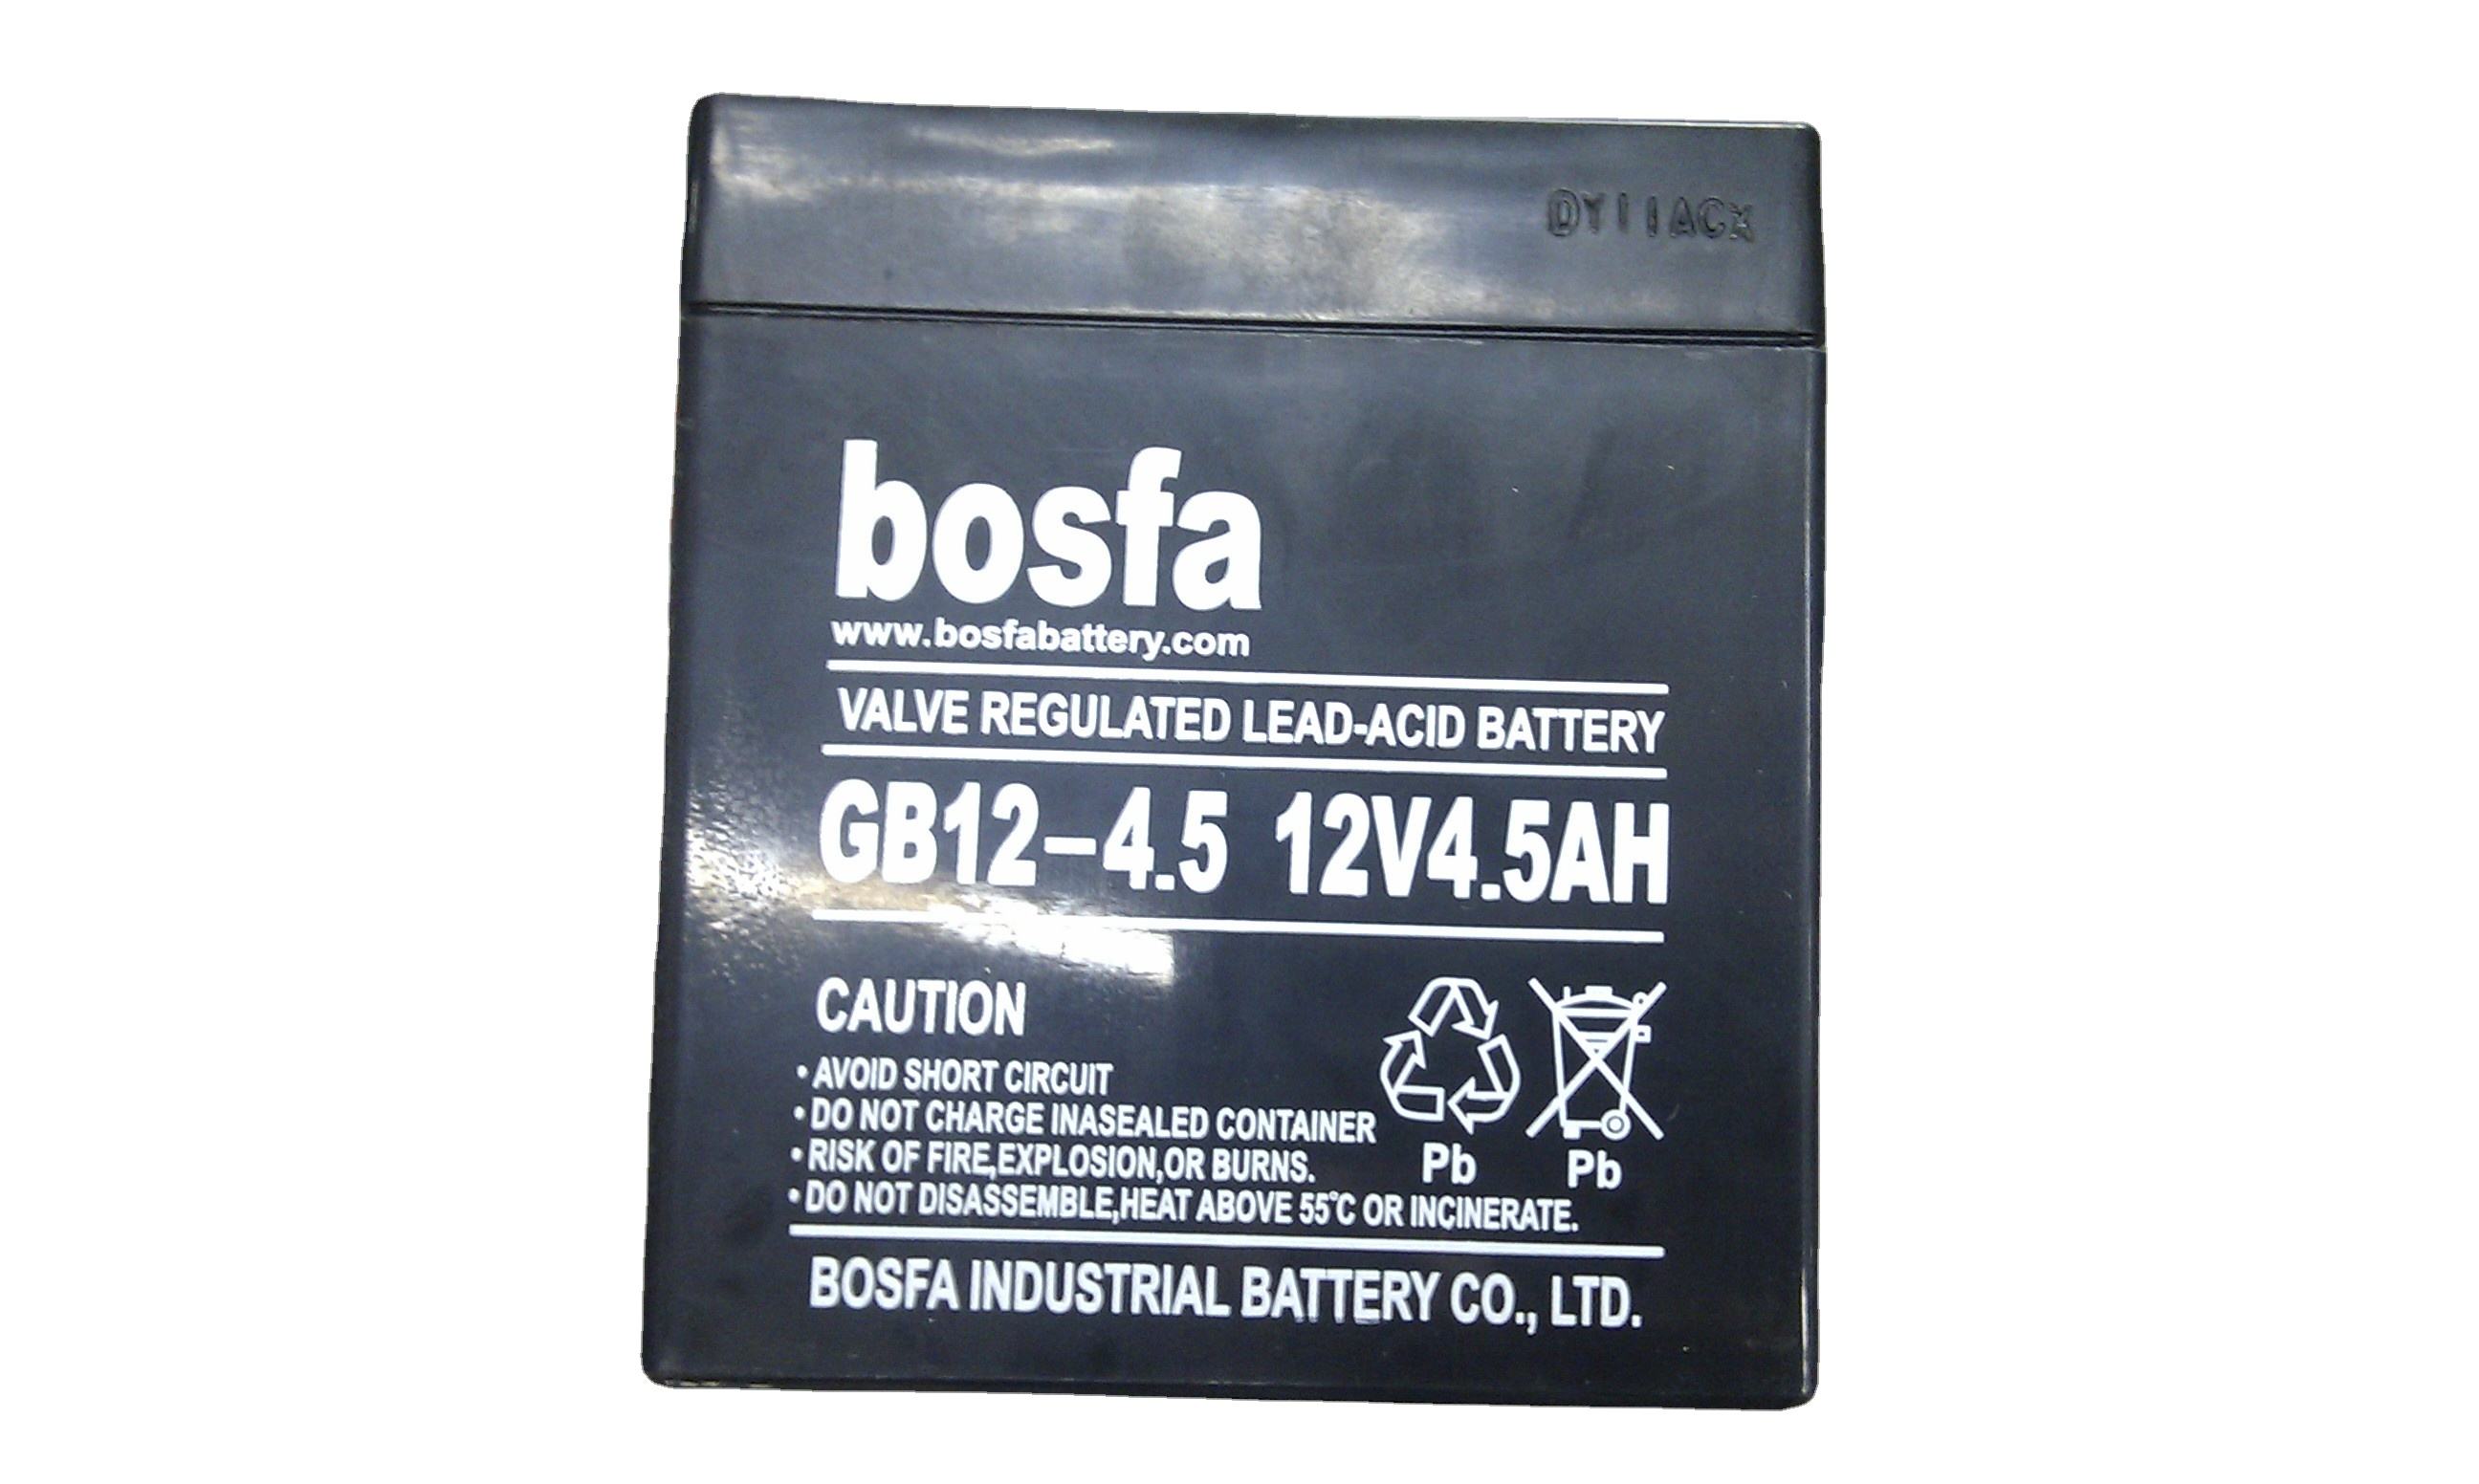 DY11ACX
bosfa
www.bosfabattery.com
VALVE REGULATED LEAD-ACID BATTERY
GB12-4.5 12V4.5AH
CAUTION
• AVOID SHORT CIRCUIT
• DO NOT CHARGE INASEALED CONTAINER
• RISK OF FIRE,EXPLOSION,OR BURNS.
• DO NOT DISASSEMBLE,HEAT ABOVE 55°C OR INCINERATE.
Pb Pb
BOSFA INDUSTRIAL BATTERY CO., LTD.